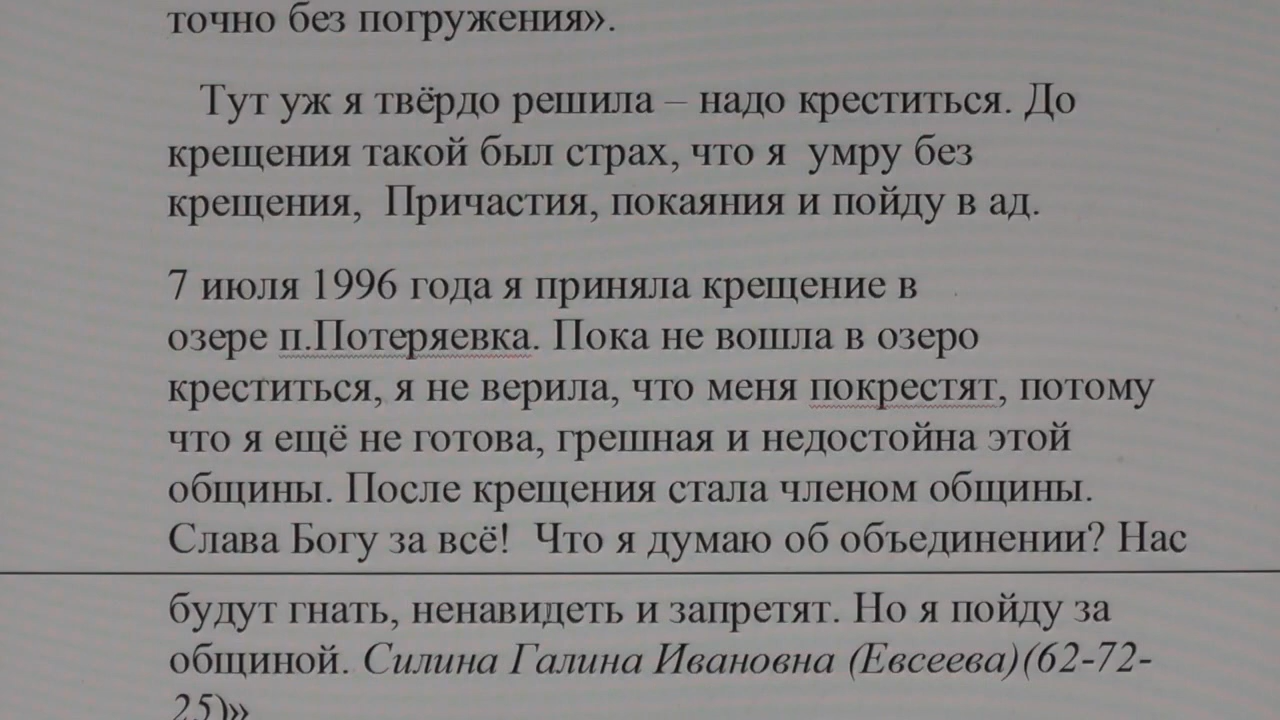 точно без погружения».
Тут уж я твёрдо решила – надо креститься. До
крещения такой был страх, что я  умру без
крещения,  Причастия, покаяния и пойду в ад.
7 июля 1996 года я приняла крещение в
озере п.Потеряевка. Пока не вошла в озеро
креститься, я не верила, что меня покрестят, потому
что я ещё не готова, грешная и недостойна этой
общины. После крещения стала членом общины.
Слава Богу за всё!  Что я думаю об объединении? Нас
будут гнать, ненавидеть и запретят. Но я пойду за
общиной. Силина Галина Ивановна (Евсеева)(62-72-
25)»